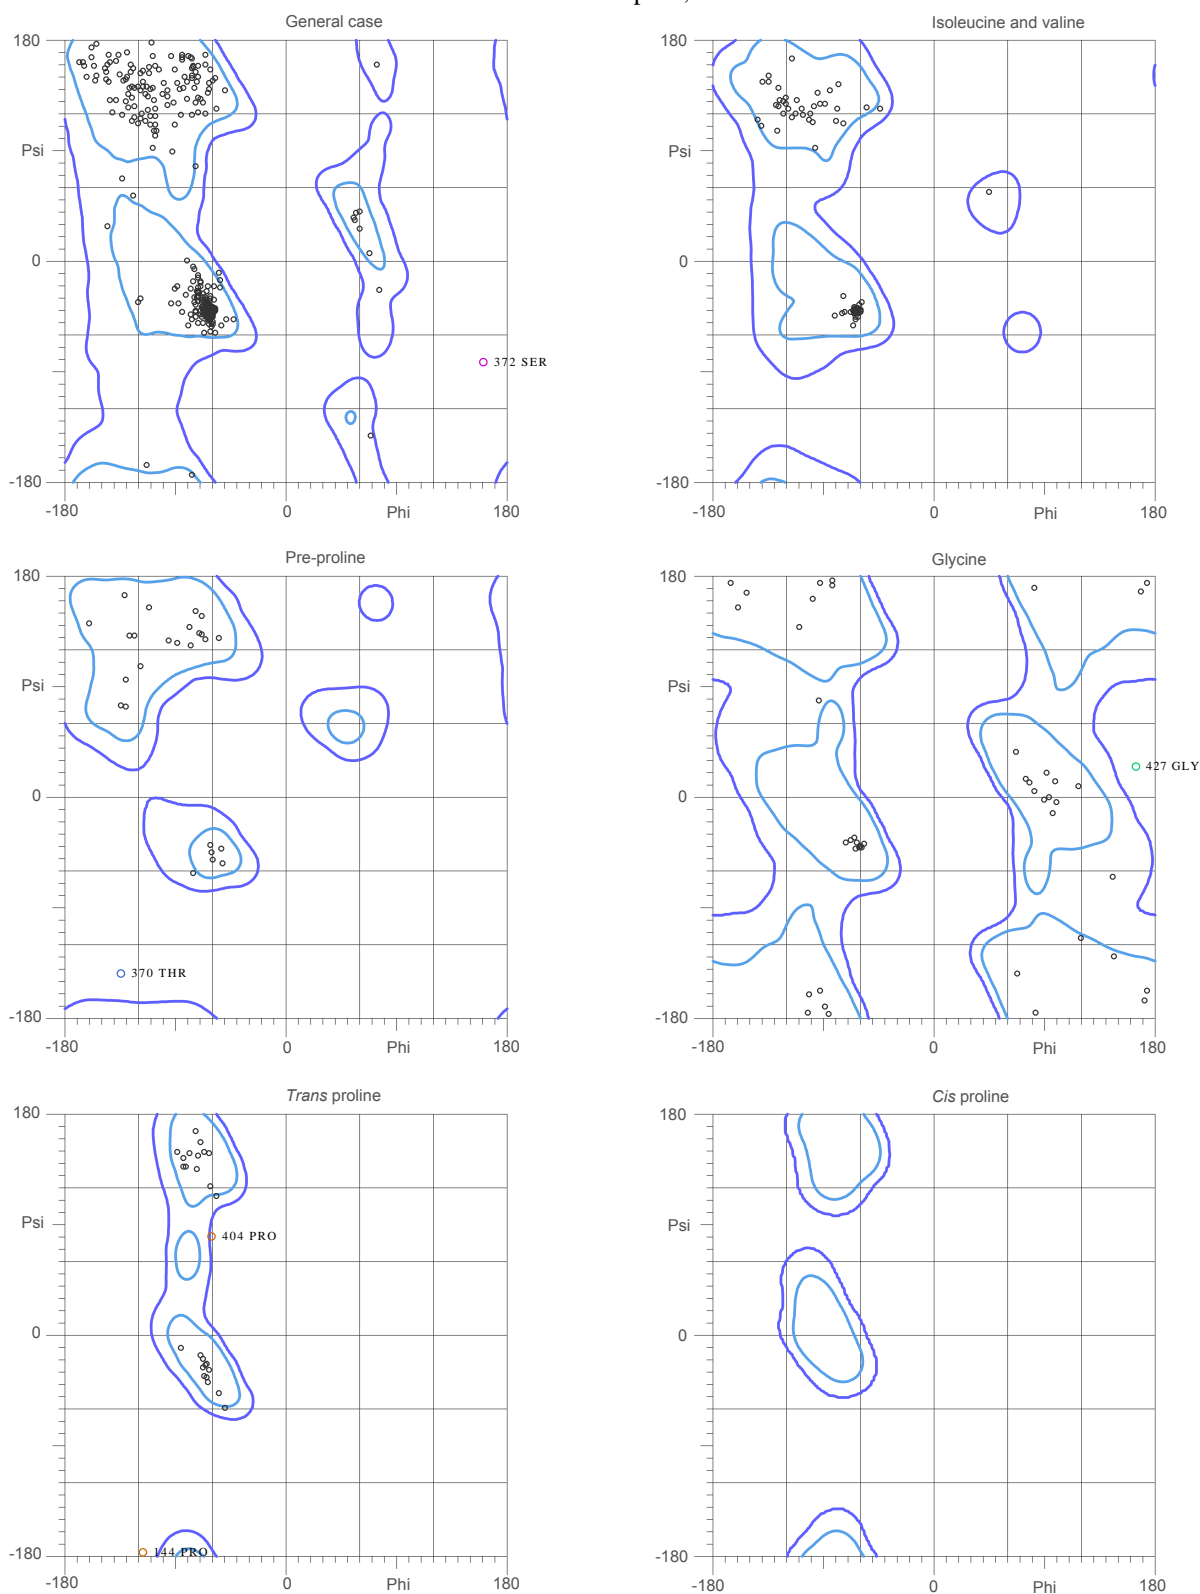 General case
Isoleucine and valine
180
Psi
0
-180
-180
0
Phi
180
372 SER
180
Psi
0
-180
-180
0
Phi
180
Pre-proline
Glycine
180
Psi
0
-180
-180
0
Phi
180
370 THR
180
Psi
0
-180
-180
0
Phi
180
427 GLY
Trans proline
Cis proline
180
Psi
0
-180
-180
0
Phi
180
404 PRO
144 PRO
180
Psi
0
-180
-180
0
Phi
180